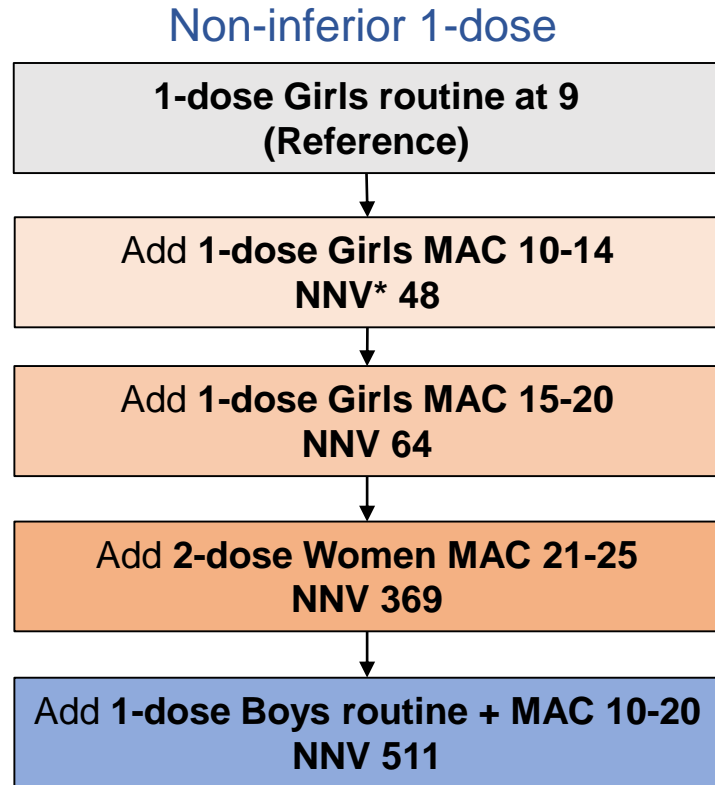 Non-inferior 1-dose
1-dose Girls routine at 9
(Reference)
Add 1-dose Girls MAC 10-14
NNV* 48
Add 1-dose Girls MAC 15-20
NNV 64
Add 2-dose Women MAC 21-25
NNV 369
Add 1-dose Boys routine + MAC 10-20
NNV 511